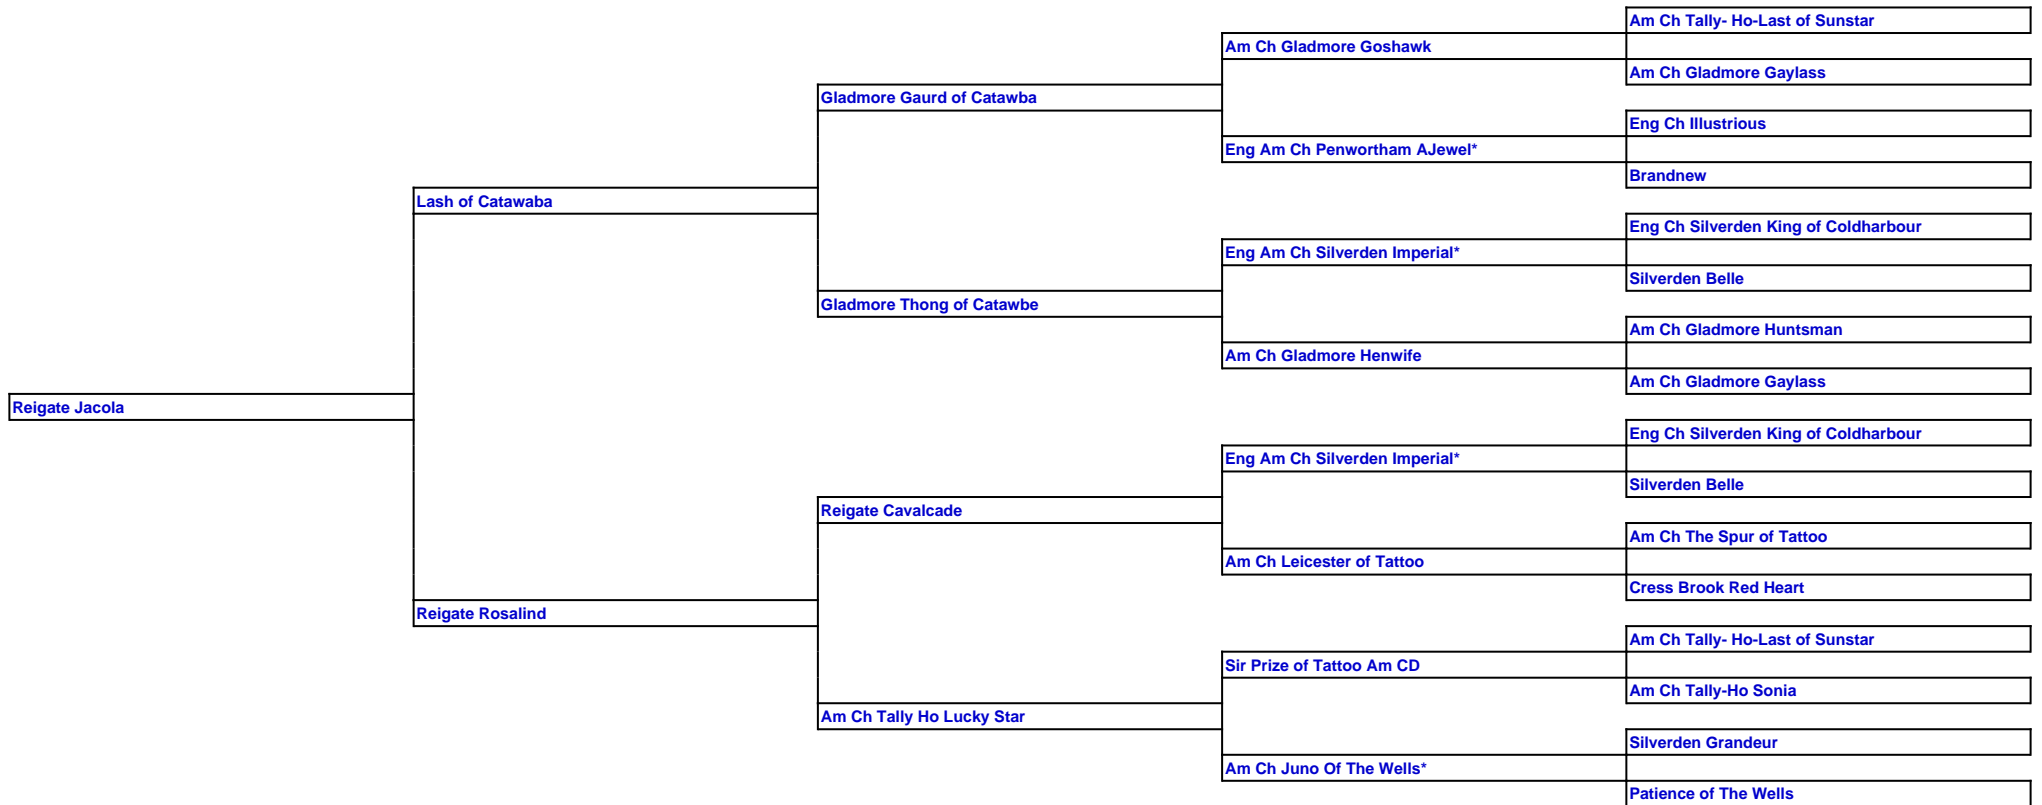 Am Ch Tally- Ho-Last of Sunstar
Am Ch Gladmore Goshawk
Am Ch Gladmore Gaylass
Gladmore Gaurd of Catawba
Eng Ch Illustrious
Eng Am Ch Penwortham AJewel*
Brandnew
Lash of Catawaba
Eng Ch Silverden King of Coldharbour
Eng Am Ch Silverden Imperial*
Silverden Belle
Gladmore Thong of Catawbe
Am Ch Gladmore Huntsman
Am Ch Gladmore Henwife
Am Ch Gladmore Gaylass
Reigate Jacola
Eng Ch Silverden King of Coldharbour
Eng Am Ch Silverden Imperial*
Silverden Belle
Reigate Cavalcade
Am Ch The Spur of Tattoo
Am Ch Leicester of Tattoo
Cress Brook Red Heart
Reigate Rosalind
Am Ch Tally- Ho-Last of Sunstar
Sir Prize of Tattoo Am CD
Am Ch Tally-Ho Sonia
Am Ch Tally Ho Lucky Star
Silverden Grandeur
Am Ch Juno Of The Wells*
Patience of The Wells